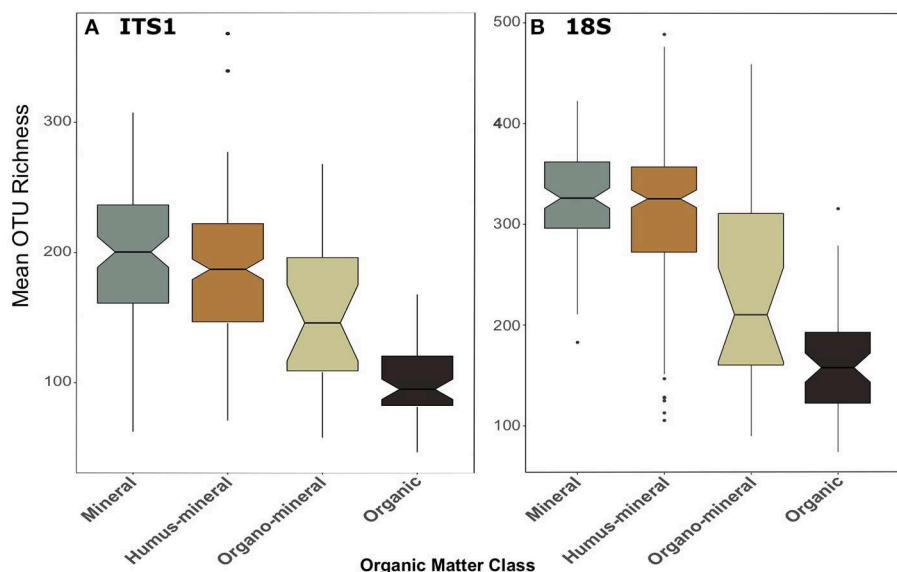 A ITS1
B 18S
Mean OTU Richness
300
200
100
500
400
300
200
100
Mineral
Humus-mineral
Organo-mineral
Organic
Mineral
Humus-mineral
Organo-mineral
Organic
Organic Matter Class